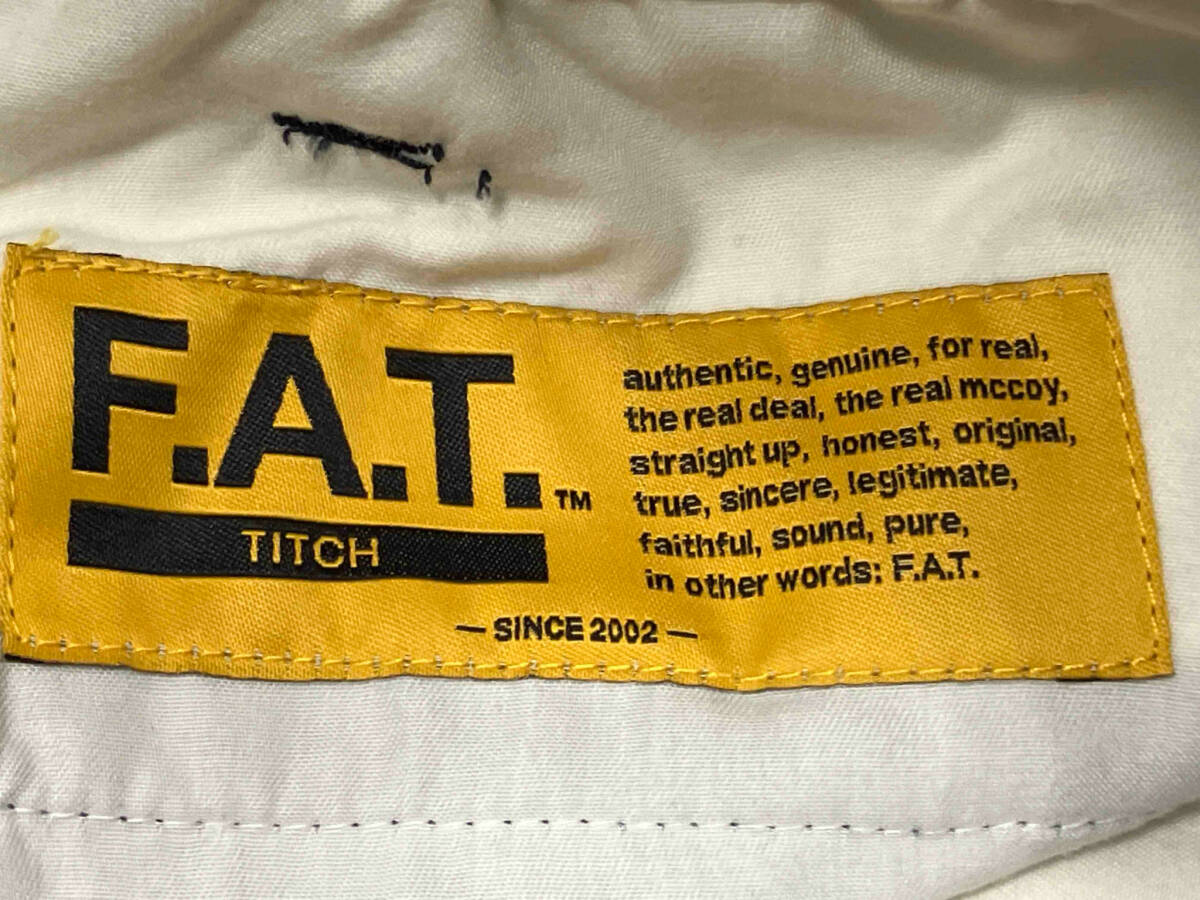 F.A.T.™
TITCH
— SINCE 2002 —
authentic, genuine, for real,
the real deal, the real mccoy,
straight up, honest, original,
true, sincere, legitimate,
faithful, sound, pure,
in other words: F.A.T.